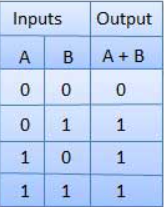 Inputs Output
A B A + B
0 0 0
0 1 1
1 0 1
1 1 1